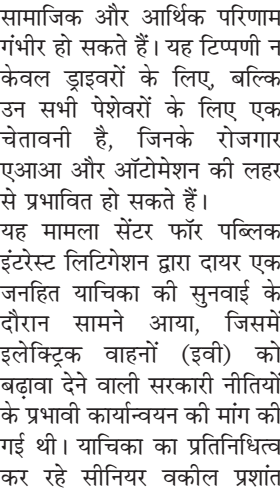 सामाजिक और आर्थिक परिणाम
गंभीर हो सकते हैं। यह टिप्पणी न
केवल ड्राइवरों के लिए, बल्कि
उन सभी पेशेवरों के लिए एक
चेतावनी है, जिनके रोजगार
एआआ और ऑटोमेशन की लहर
से प्रभावित हो सकते हैं।
यह मामला सेंटर फॉर पब्लिक
इंटरेस्ट लिटिगेशन द्वारा दायर एक
जनहित याचिका की सुनवाई के
दौरान सामने आया, जिसमें
इलेक्ट्रिक वाहनों (इवी) को
बढ़ावा देने वाली सरकारी नीतियों
के प्रभावी कार्यान्वयन की मांग की
गई थी। याचिका का प्रतिनिधित्व
कर रहे सीनियर वकील प्रशांत